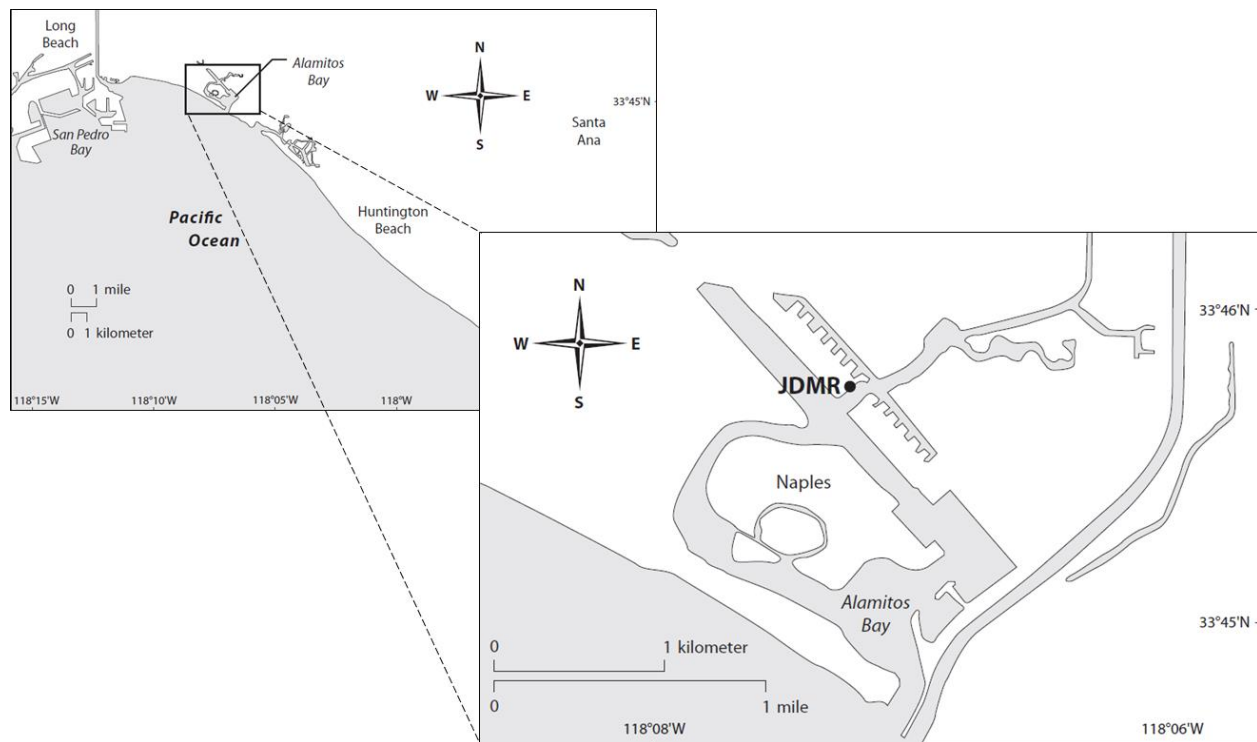 Long
Beach
Alamitos
Bay
N
W E
S
33°45'N
Santa
Ana
San Pedro
Bay
Pacific
Ocean
Huntington
Beach
0 1 mile
0 1 kilometer
118°15'W 118°10'W 118°05'W 118°W
N
W E
S
33°46'N
JDMR
Naples
Alamitos
Bay
33°45'N
0 1 kilometer
0 1 mile
118°08'W 118°06'W